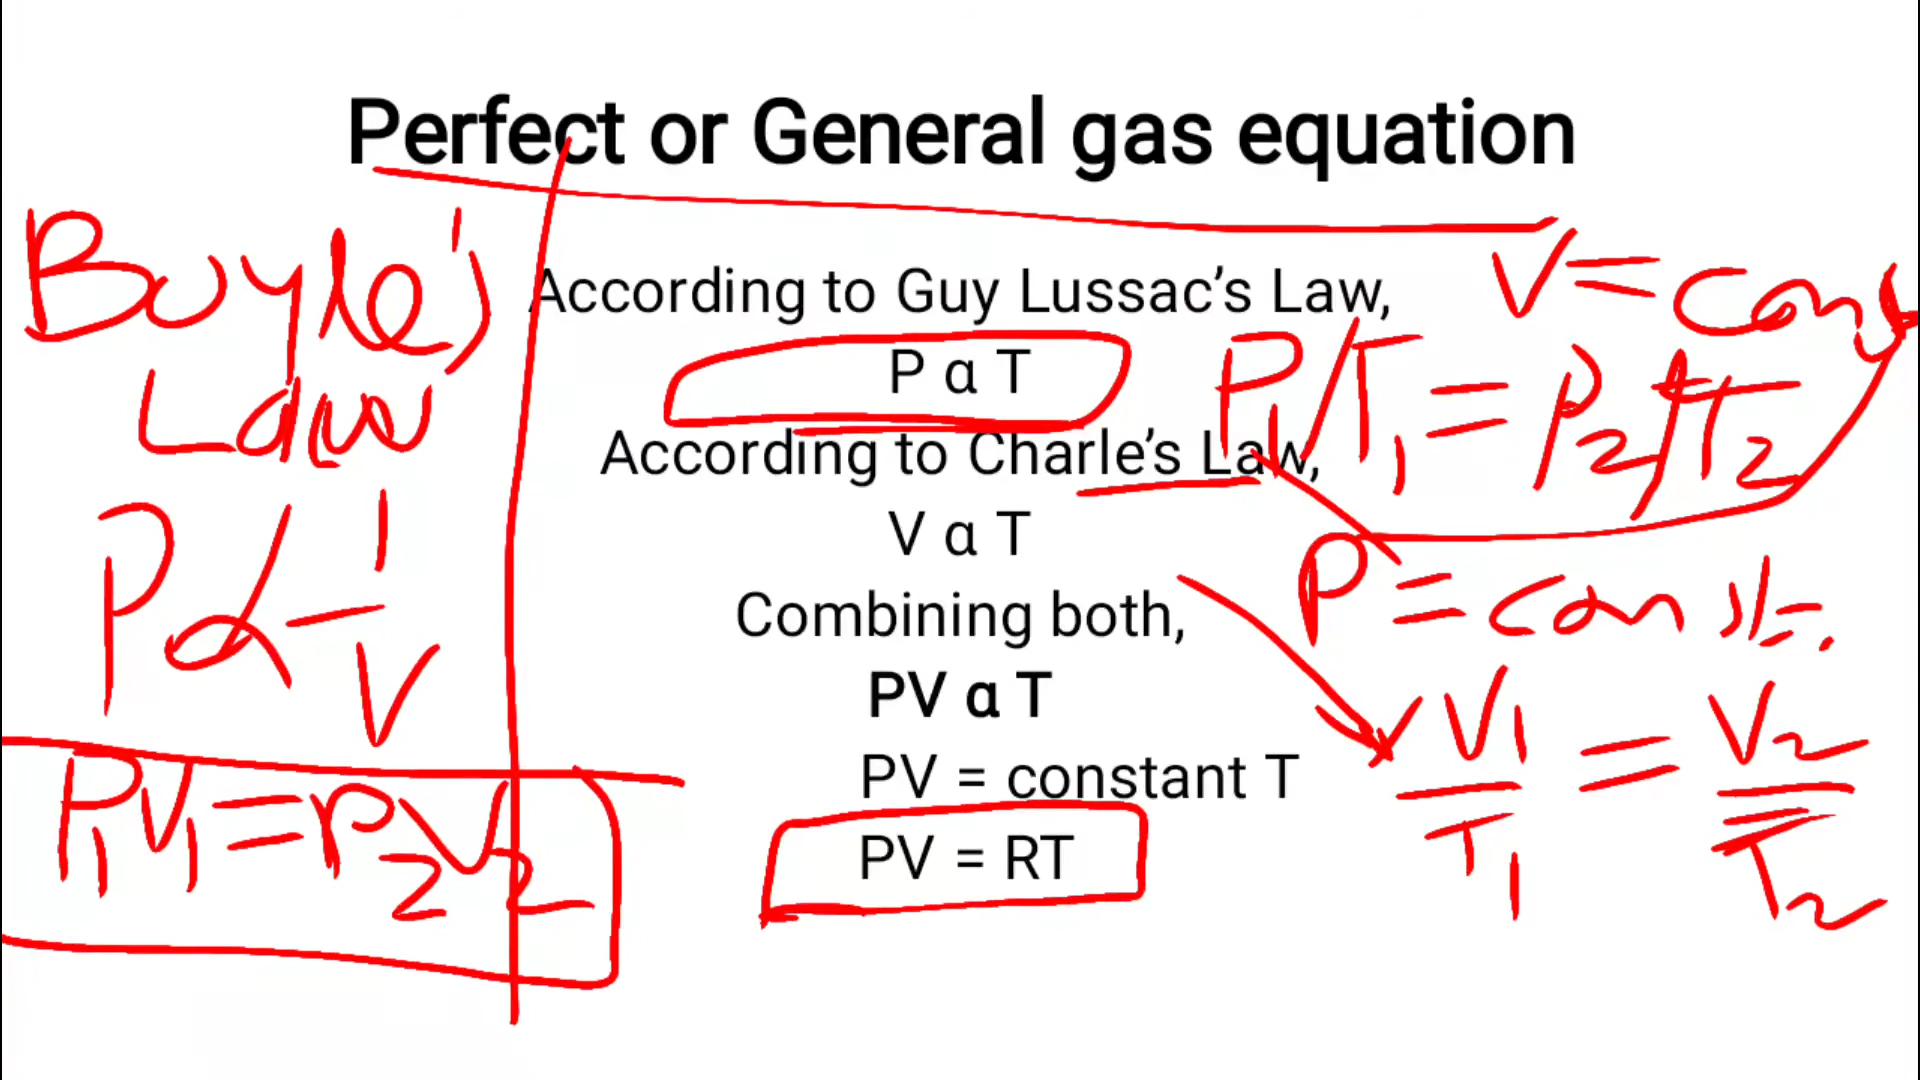 Perfect or General gas equation
Boyle's
Law
P α 1/V
P₁V₁ = P₂V₂
According to Guy Lussac’s Law,
P α T
According to Charle’s Law,
V α T
Combining both,
PV α T
PV = constant T
PV = RT
V = const
P₁/T₁ = P₂/T₂
P = const.
V₁/T₁ = V₂/T₂